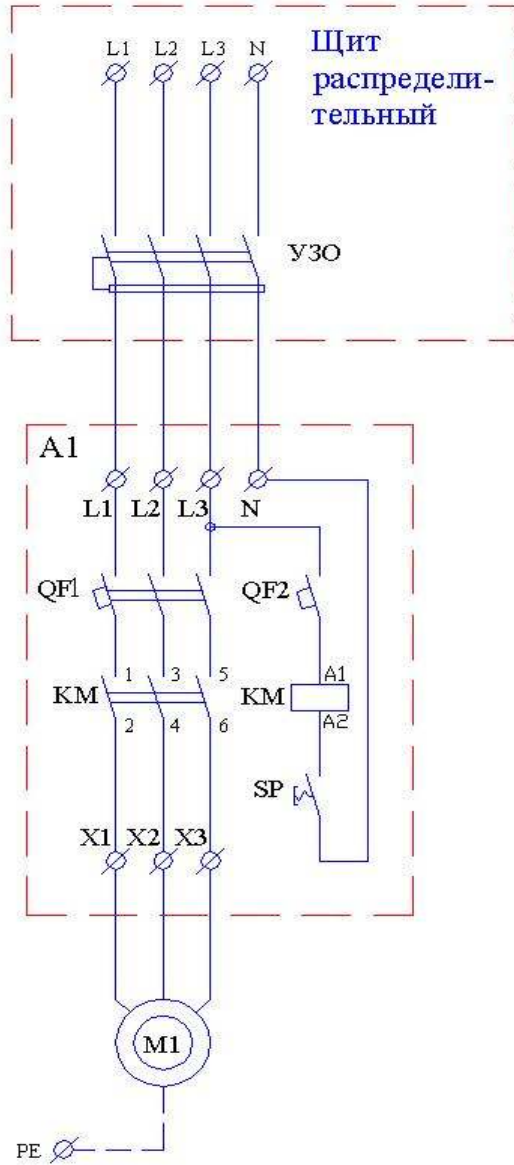 L1 L2 L3 N
Щит
распредели-
тельный
УЗО
A1
L1 L2 L3 N
QF1 QF2
1 3 5 A1
KM KM
2 4 6 A2
SP
X1 X2 X3
M1
PE